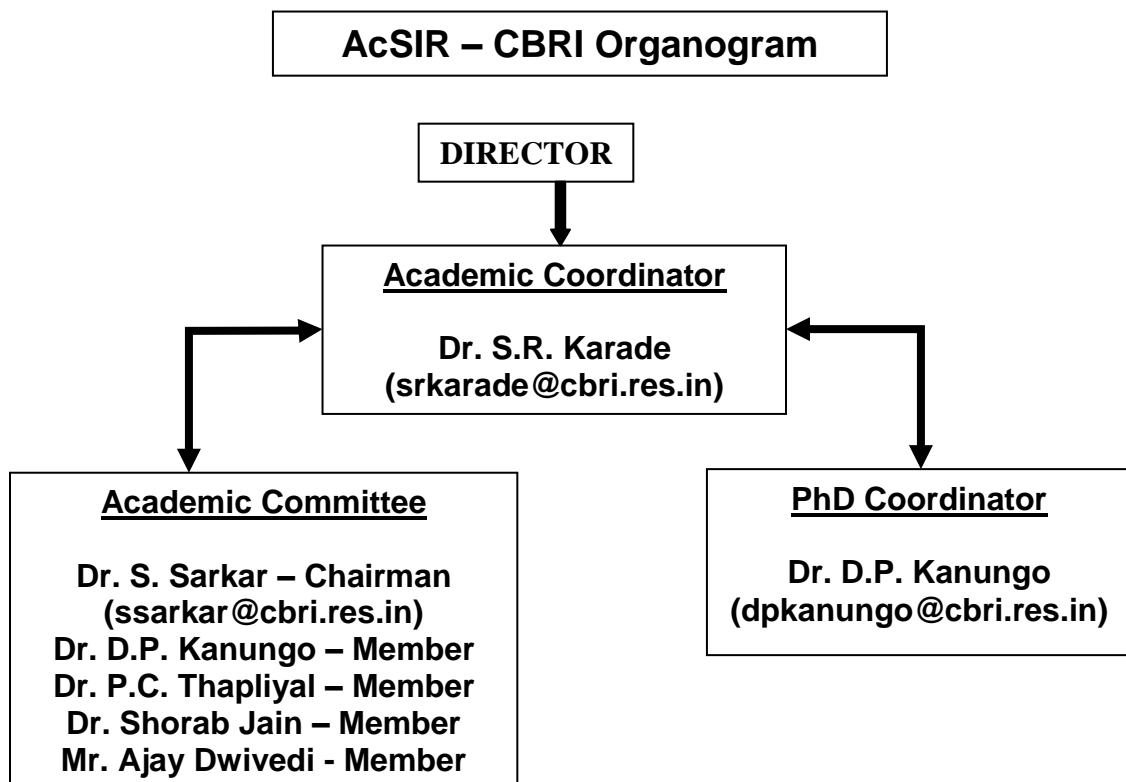 AcSIR – CBRI Organogram
DIRECTOR
Academic Coordinator
Dr. S.R. Karade
(srkarade@cbri.res.in)
Academic Committee
Dr. S. Sarkar – Chairman
(ssarkar@cbri.res.in)
Dr. D.P. Kanungo – Member
Dr. P.C. Thapliyal – Member
Dr. Shorab Jain – Member
Mr. Ajay Dwivedi - Member
PhD Coordinator
Dr. D.P. Kanungo
(dpkanungo@cbri.res.in)